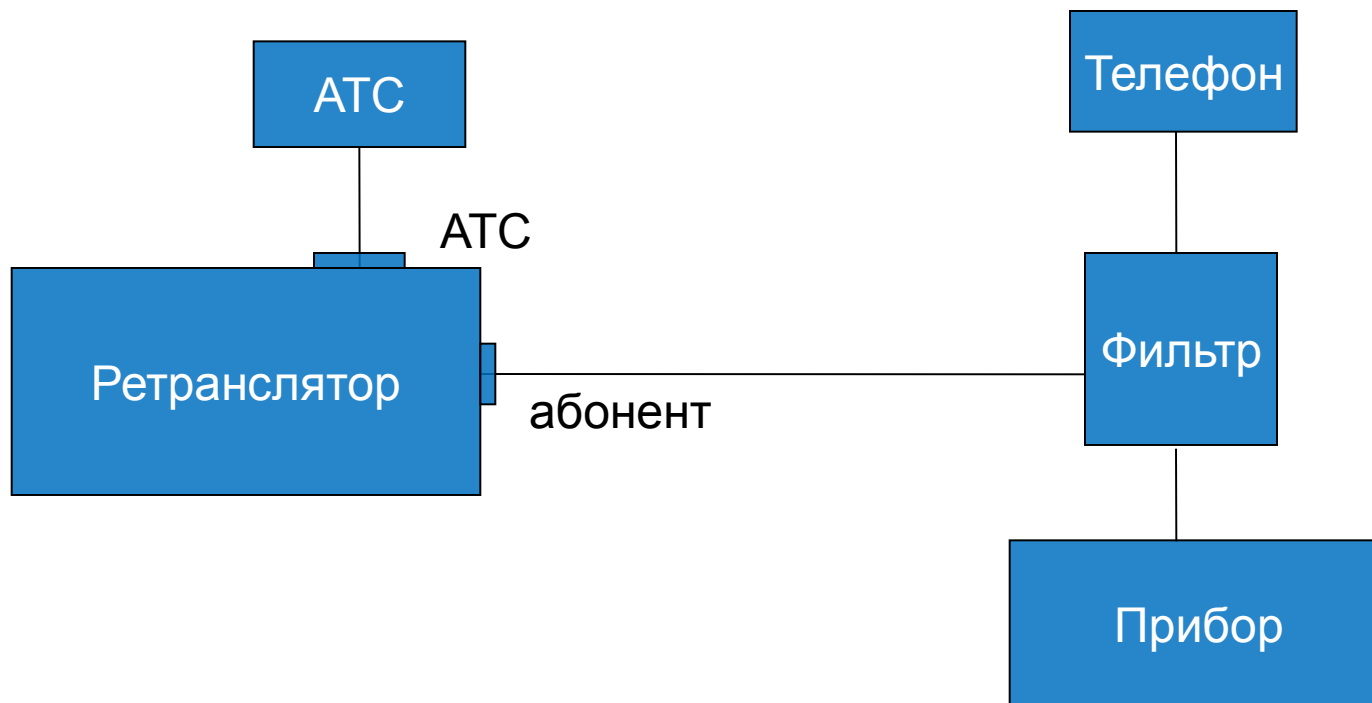 АТС
Телефон
АТС
Ретранслятор
абонент
Фильтр
Прибор